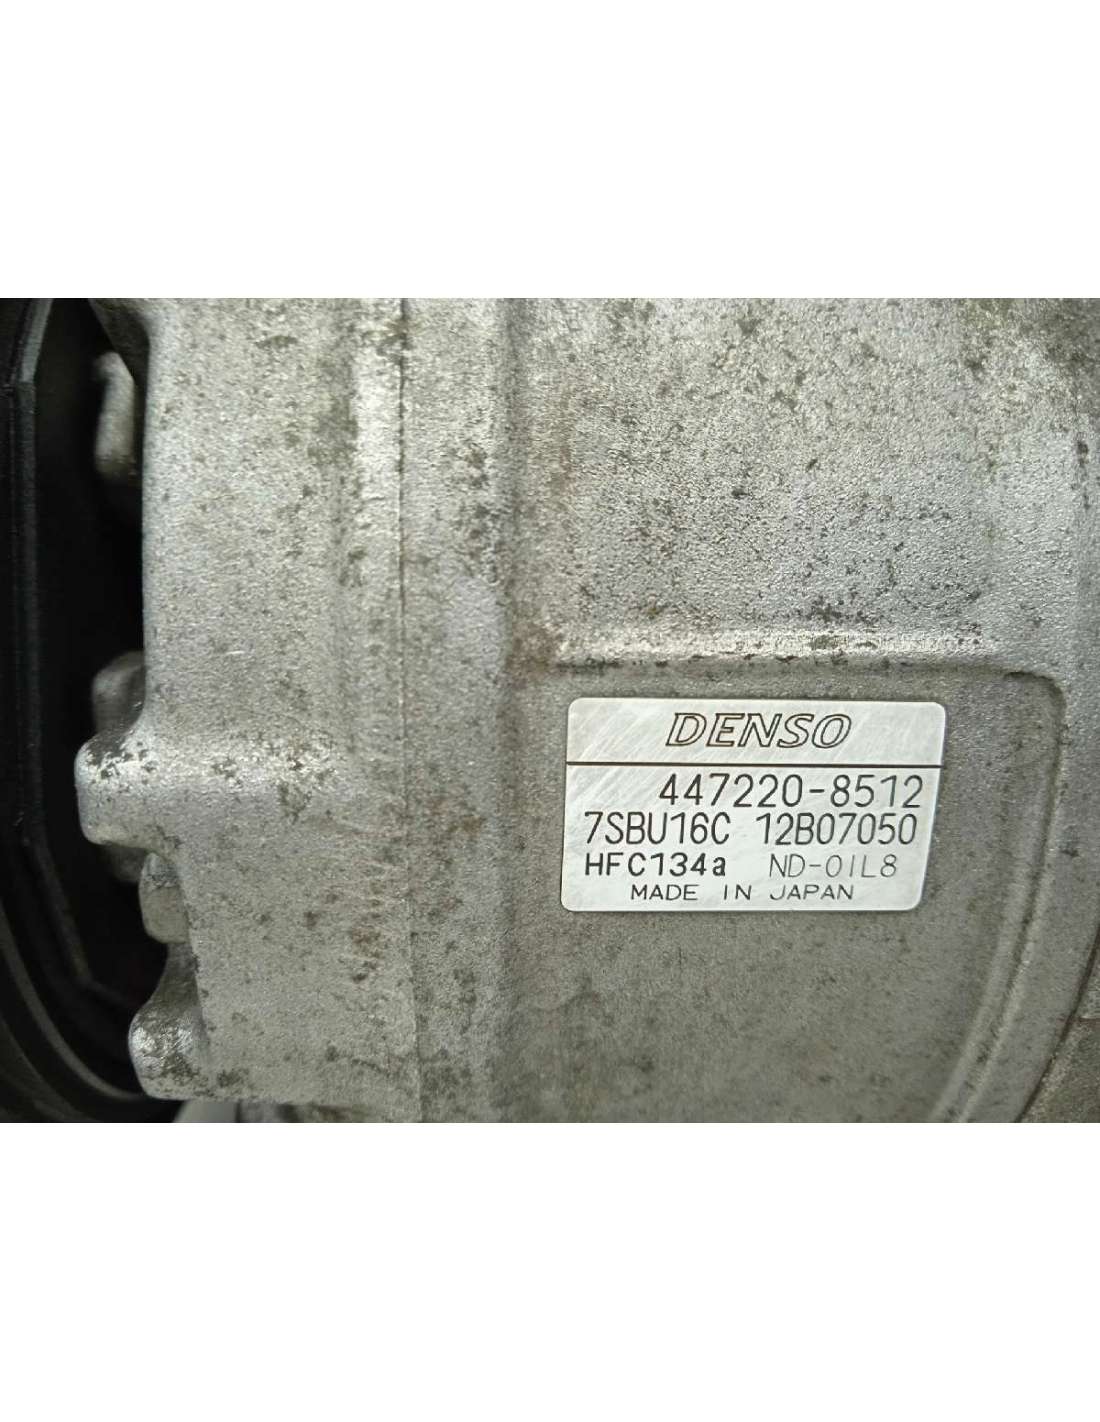 DENSO
447220-8512
7SBU16C 12B07050
HFC134a ND-OIL8
MADE IN JAPAN